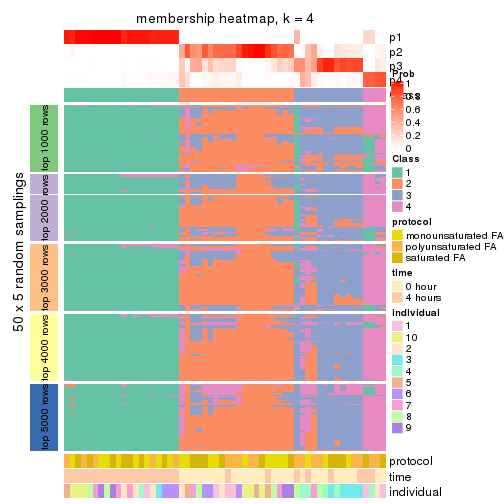 membership heatmap, k = 4
p1
p2
p3
p4
Prob
1
0.8
0.6
0.4
0.2
0
Class
1
2
3
4
protocol
monounsaturated FA
polyunsaturated FA
saturated FA
time
0 hour
4 hours
individual
1
10
2
3
4
5
6
7
8
9
50 x 5 random samplings
top 1000 rows
top 2000 rows
top 3000 rows
top 4000 rows
top 5000 rows
protocol
time
individual